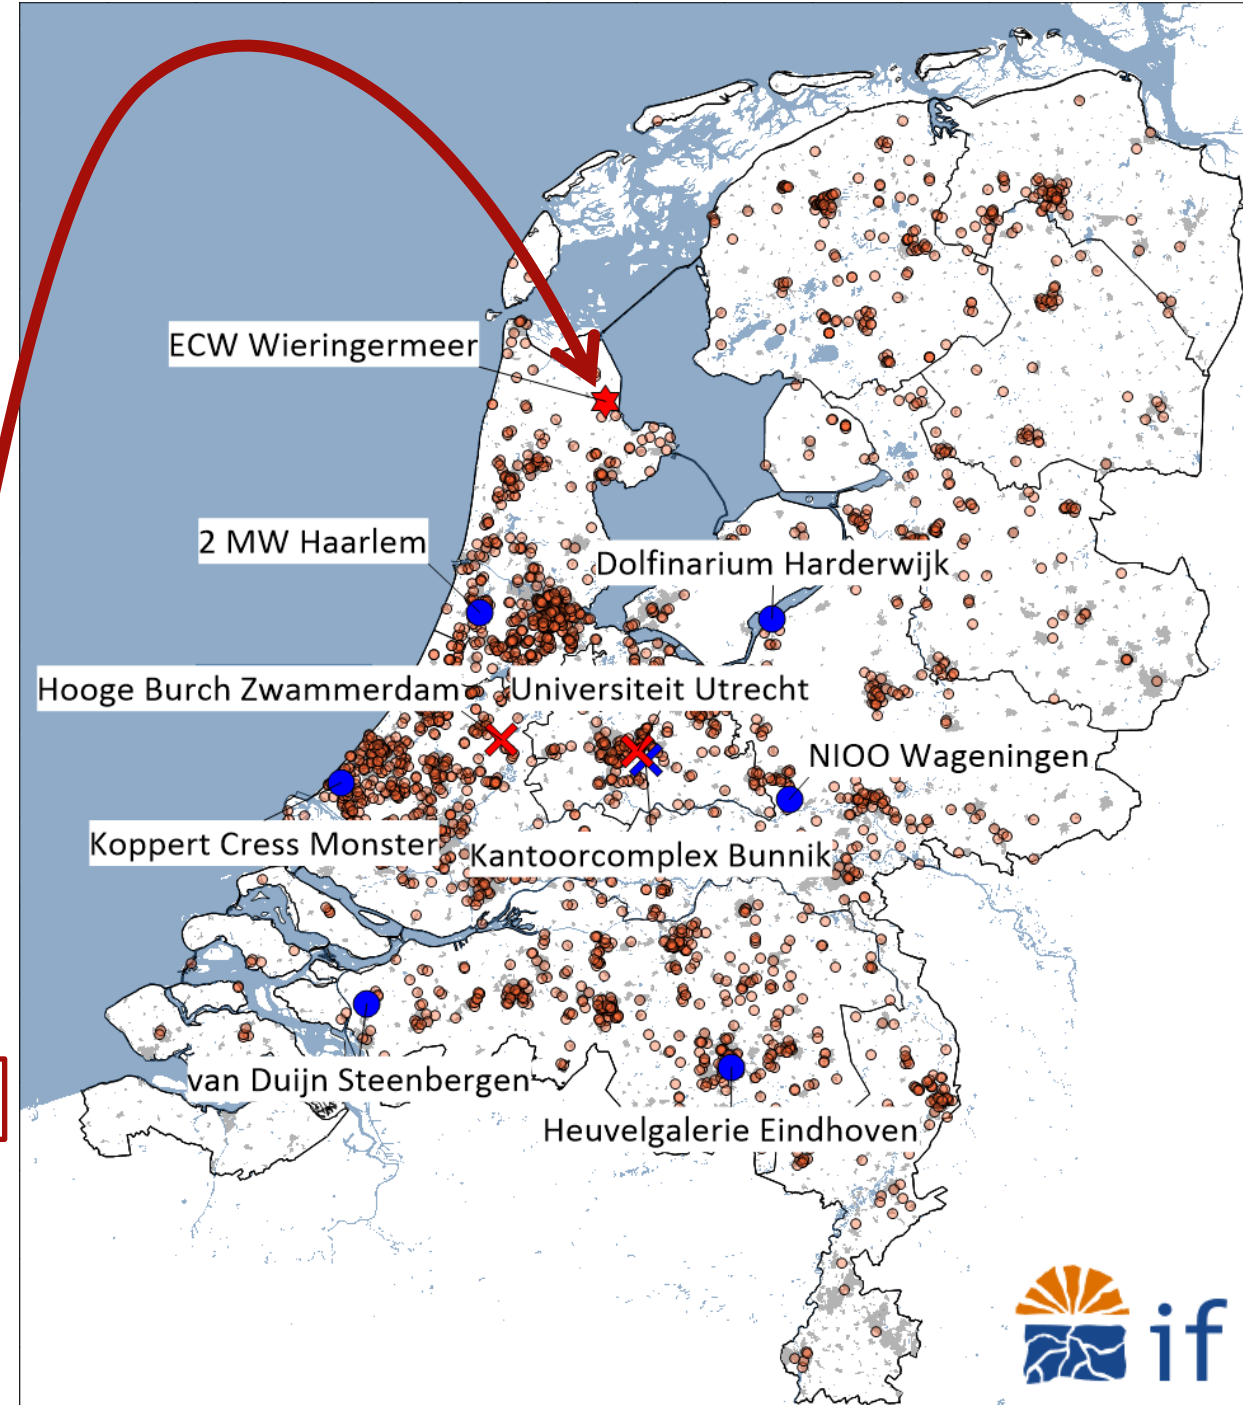 ECW Wieringermeer
2 MW Haarlem
Dolfinarium Harderwijk
Hooge Burch Zwammerdam
Universiteit Utrecht
NIOO Wageningen
Koppert Cress Monster
Kantoorcomplex Bunnik
van Duijn Steenbergen
Heuvelgalerie Eindhoven
if